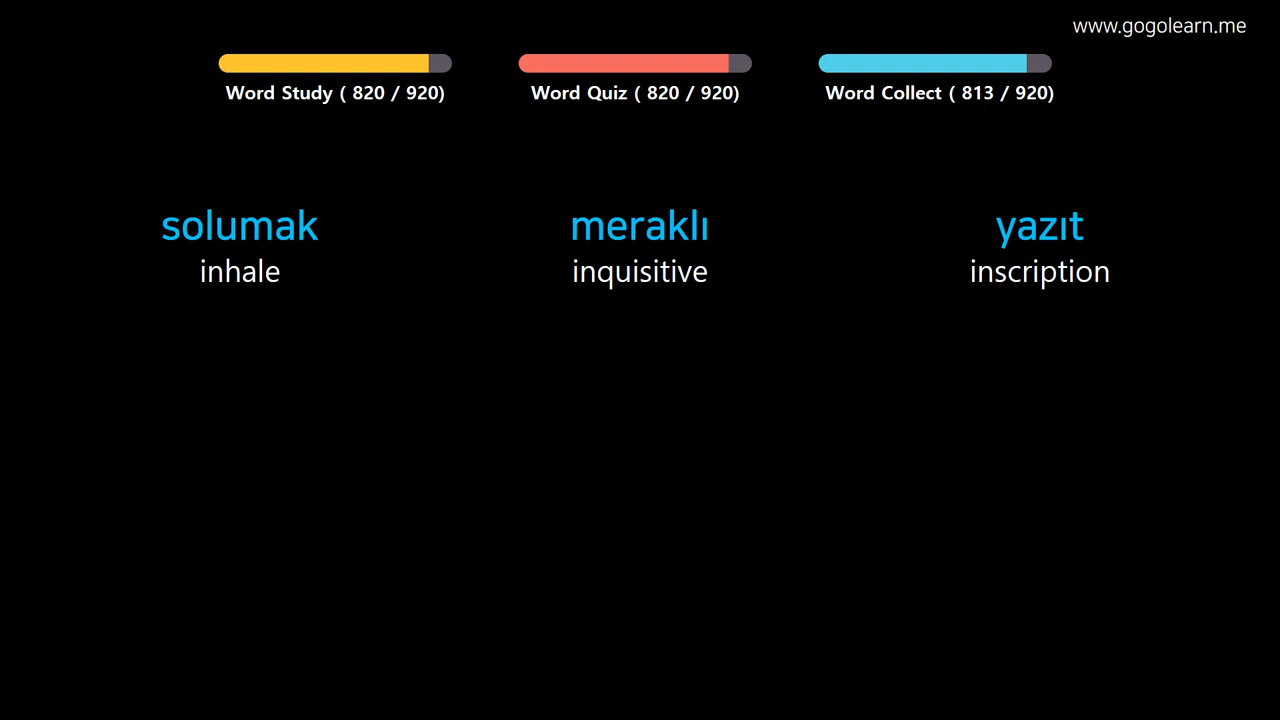 www.gogolearn.me
Word Study ( 820 / 920)
Word Quiz ( 820 / 920)
Word Collect ( 813 / 920)
solumak
inhale
meraklı
inquisitive
yazıt
inscription